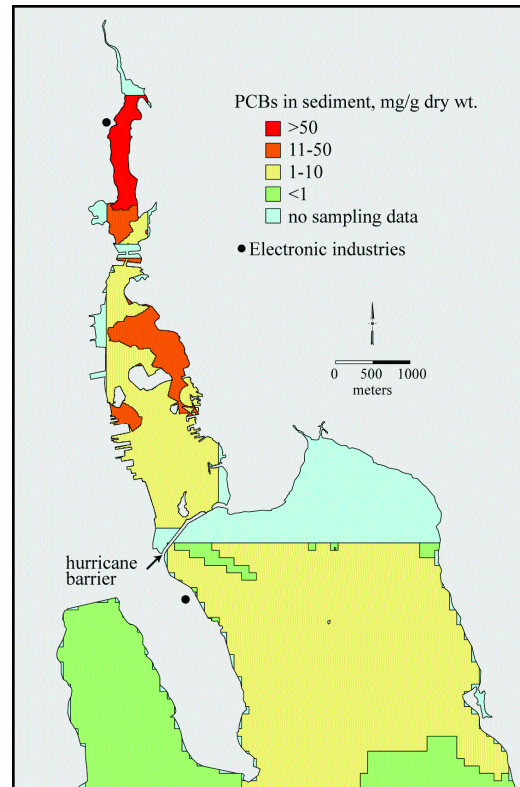 PCBs in sediment, mg/g dry wt.
>50
11-50
1-10
<1
no sampling data
Electronic industries
0 500 1000
meters
hurricane
barrier